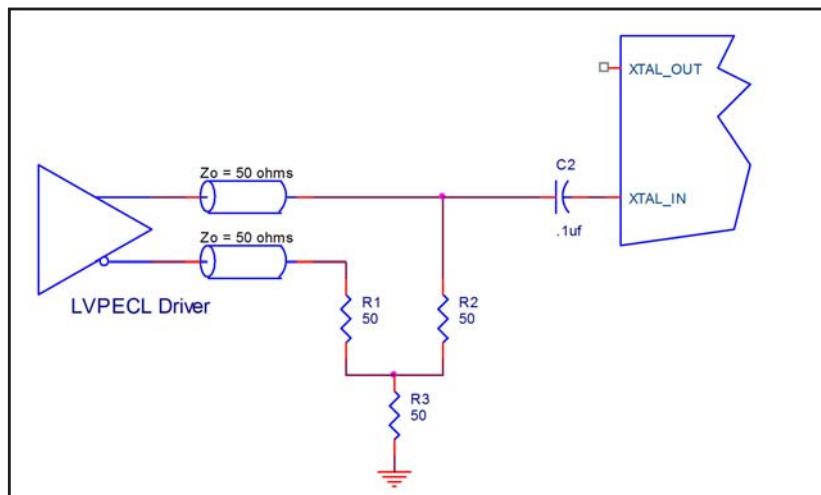 XTAL_OUT
Zo = 50 ohms
C2
XTAL_IN
.1uf
Zo = 50 ohms
LVPECL Driver
R1
50
R2
50
R3
50